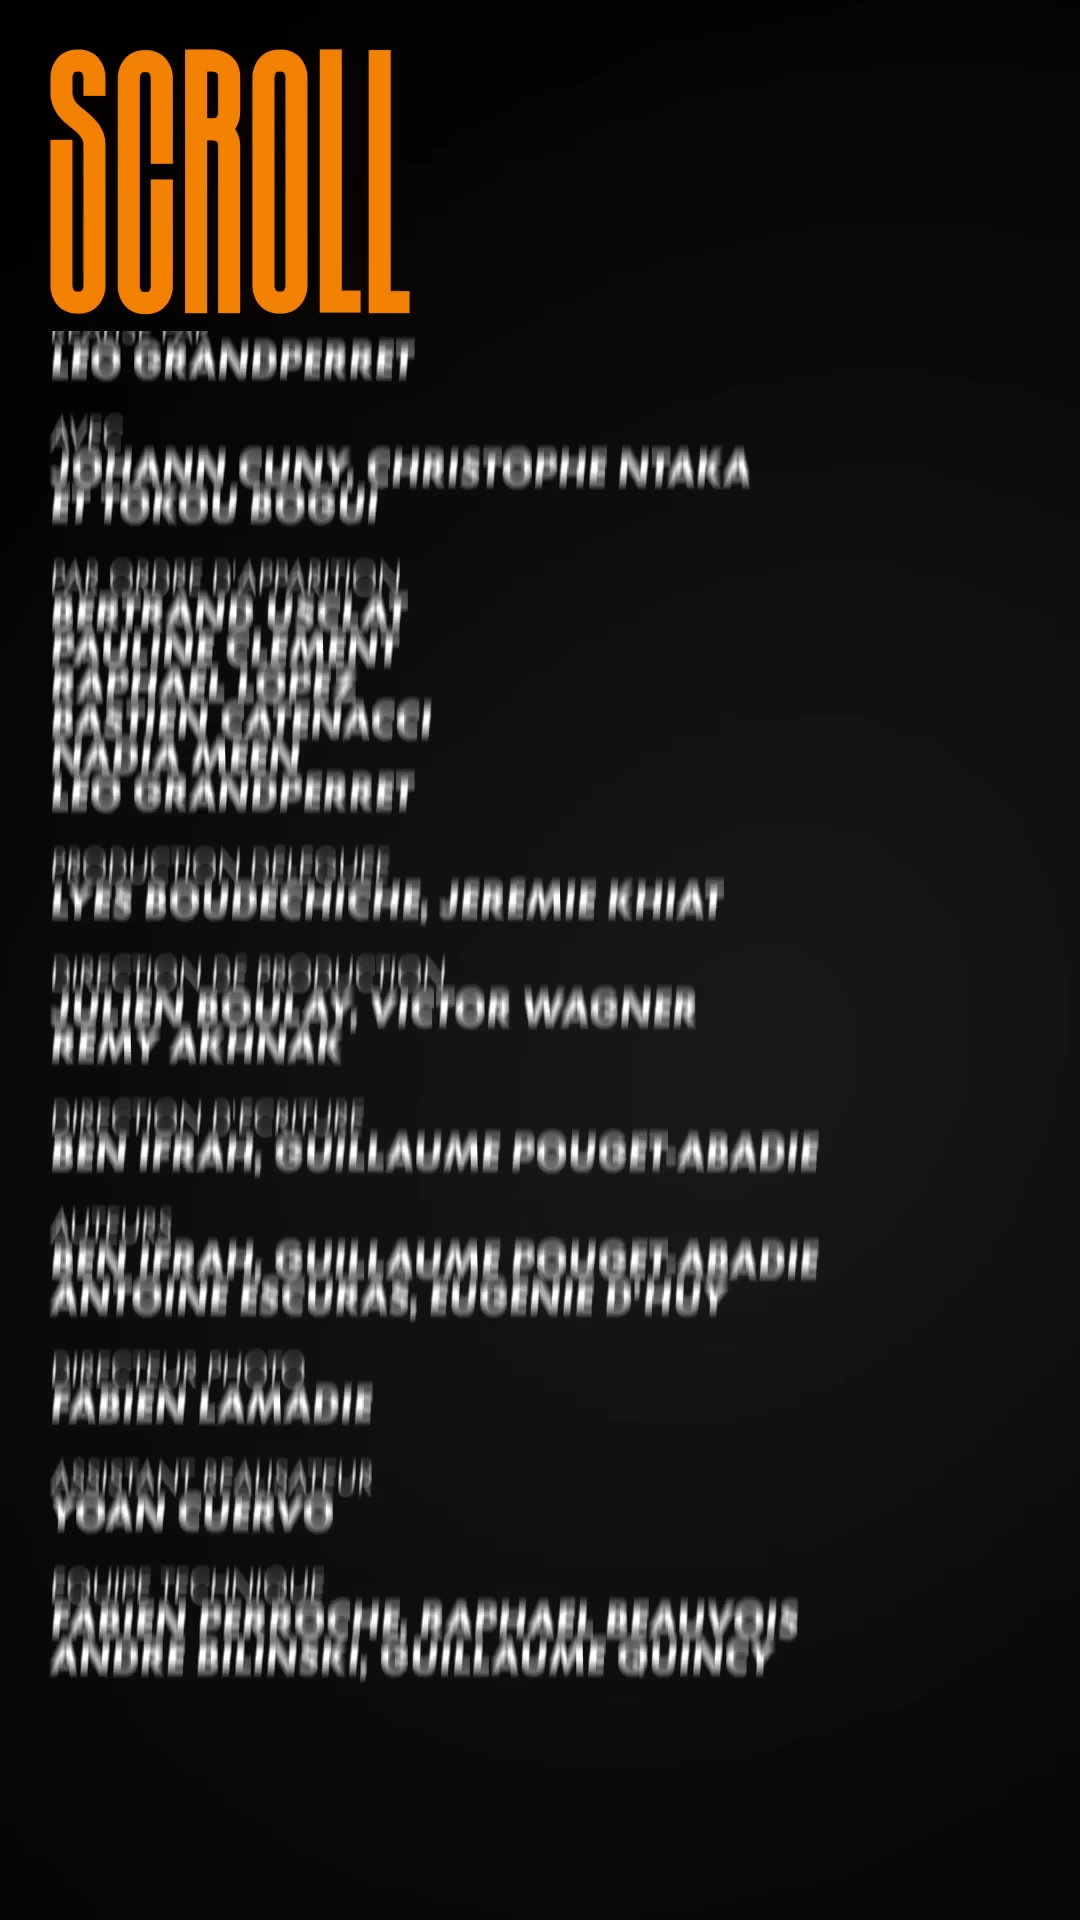 SCROLL
REALISE PAR
LEO GRANDPERRET
AVEC
JOHANN CUNY, CHRISTOPHE NTAKA
ET TOKOU BOGUI
PAR ORDRE D'APPARITION
BERTRAND USCLAT
PAULINE CLEMENT
RAPHAEL LOPEZ
BASTIEN CATENACCI
NADIA MEEN
LEO GRANDPERRET
PRODUCTION DELEGUEE
LYES BOUDECHICHE, JEREMIE KHIAT
DIRECTION DE PRODUCTION
JULIEN BOULAY, VICTOR WAGNER
REMY AKHNAK
DIRECTION D'ECRITURE
BEN IFRAH, GUILLAUME POUGET-ABADIE
AUTEURS
BEN IFRAH, GUILLAUME POUGET-ABADIE
ANTOINE ESCURAS, EUGENIE D'HUY
DIRECTEUR PHOTO
FABIEN LAMADIE
ASSISTANT REALISATEUR
YOAN CUERVO
EQUIPE TECHNIQUE
FABIEN PERROCHE, RAPHAEL BEAUVOIS
ANDRE BILINSKI, GUILLAUME QUINCY